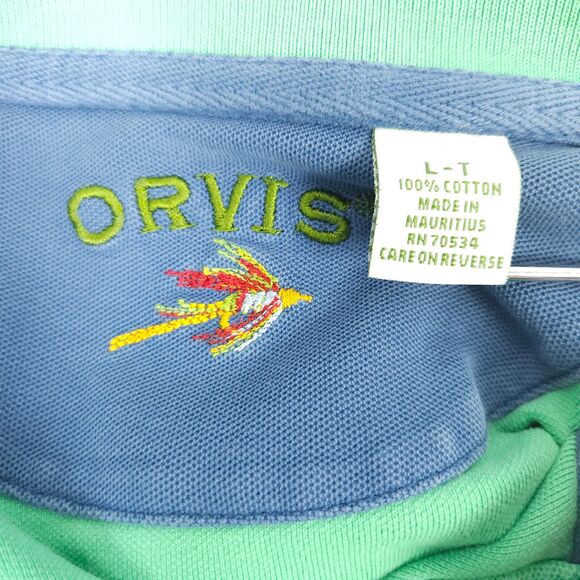 ORVIS
L-T
100% COTTON
MADE IN
MAURITIUS
RN 70534
CARE ON REVERSE